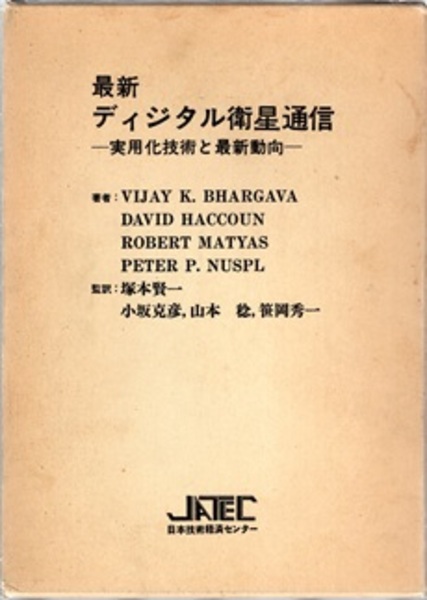 最新
ディジタル衛星通信
―実用化技術と最新動向―
著者：VIJAY K. BHARGAVA
DAVID HACCOUN
ROBERT MATYAS
PETER P. NUSPL
監訳：塚本賢一
小坂克彦，山本　稔，笹岡秀一
JATEC
日本技術経済センター